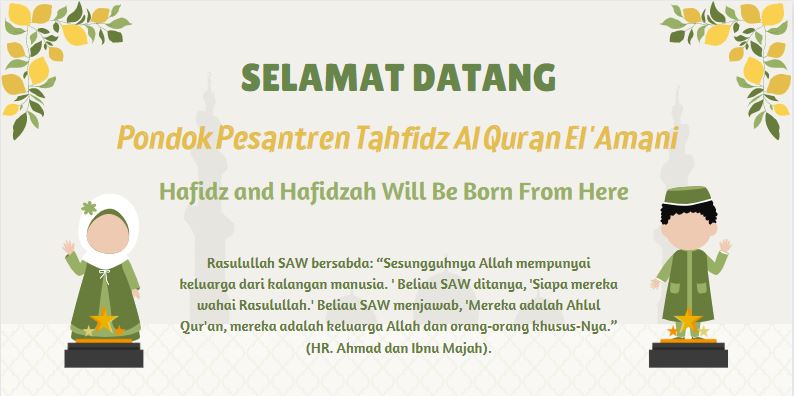 SELAMAT DATANG
Pondok Pesantren Tahfidz Al Quran El'Amani
Hafidz and Hafidzah Will Be Born From Here
Rasulullah SAW bersabda: “Sesungguhnya Allah mempunyai
keluarga dari kalangan manusia. ' Beliau SAW ditanya, 'Siapa mereka
wahai Rasulullah.' Beliau SAW menjawab, 'Mereka adalah Ahlul
Qur'an, mereka adalah keluarga Allah dan orang-orang khusus-Nya.”
(HR. Ahmad dan Ibnu Majah).